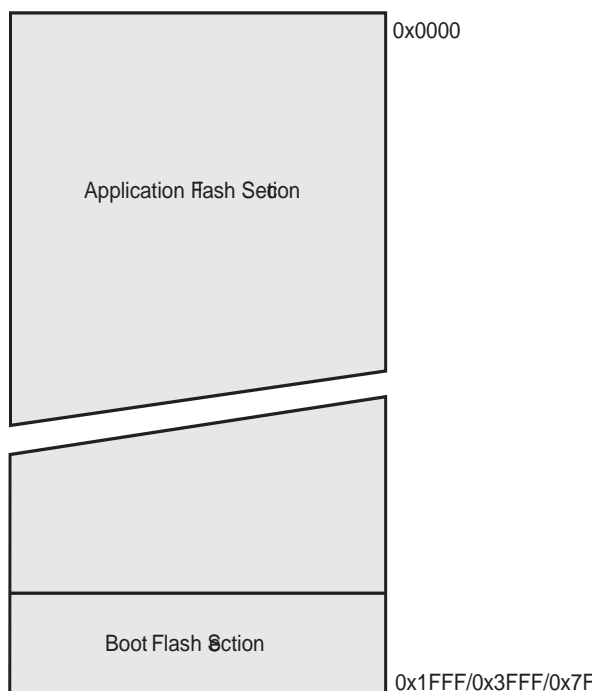 0x0000
Application Flash Section
Boot Flash Section
0x1FFF/0x3FFF/0x7F